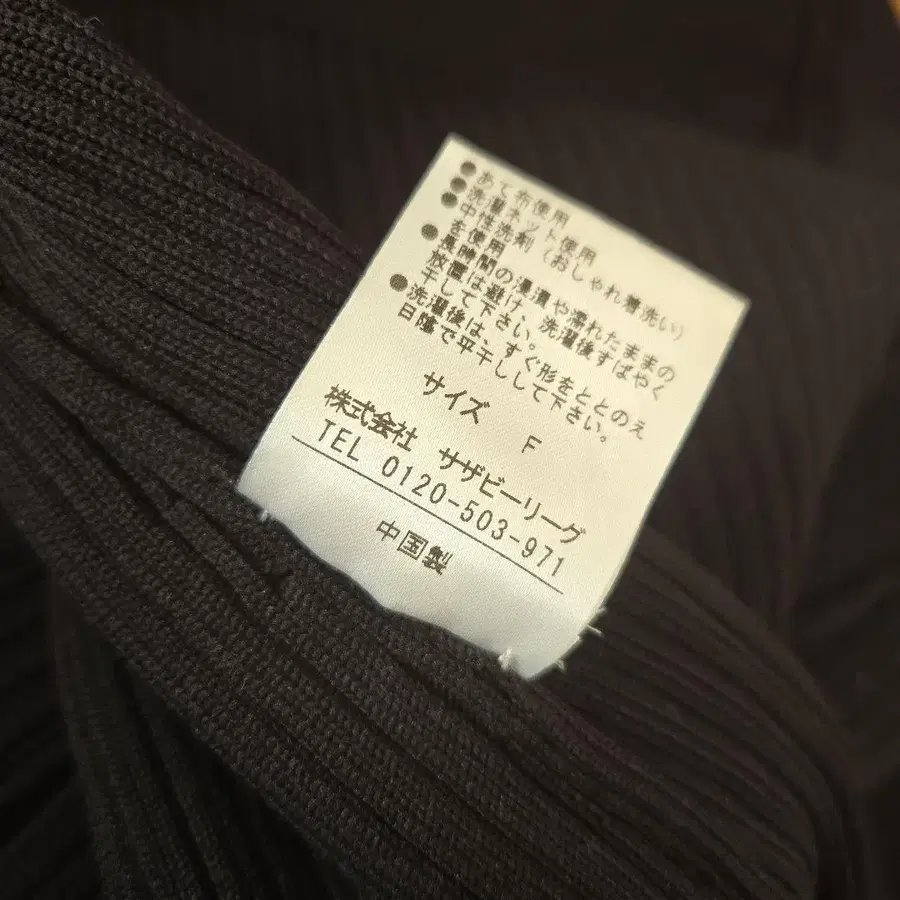 ●あて布使用
●洗濯ネット使用
●中性洗剤（おしゃれ着洗い）
を使用
●長時間の浸漬や濡れたままの
放置は避け、洗濯後すばやく
干して下さい。
●洗濯後は、すぐ形をととのえ
日陰で平干しして下さい。
サイズ F
株式会社 サザビーリーグ
TEL 0120-503-971
中国製